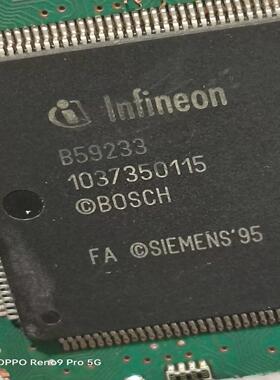 Infineon
B59233
1037350115
©BOSCH
FA ©SIEMENS'95
OPPO Reno9 Pro 5G